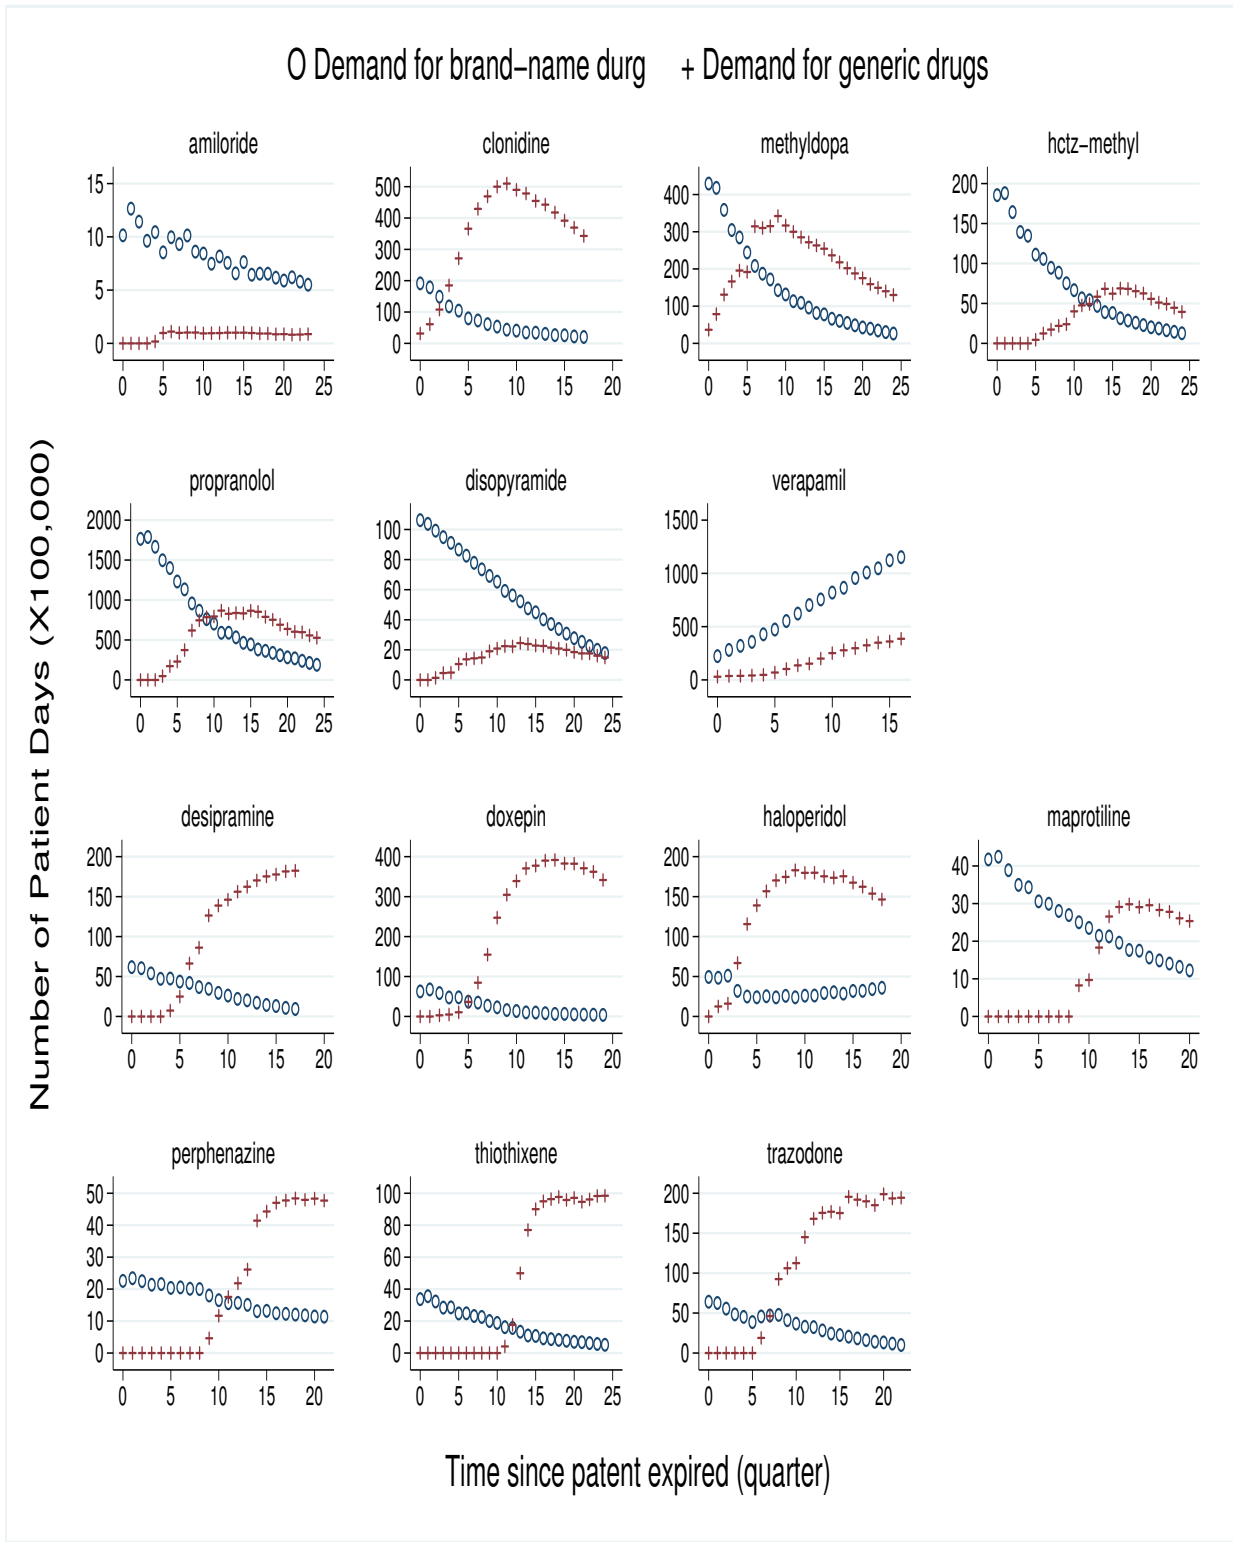 O Demand for brand-name durg + Demand for generic drugs
Number of Patient Days (X100,000)
amiloride clonidine methyldopa hctz-methyl
15 10 5 0
0 5 10 15 20 25
500 400 300 200 100 0
0 5 10 15 20
400 300 200 100 0
0 5 10 15 20 25
200 150 100 50 0
0 5 10 15 20 25
propranolol disopyramide verapamil
2000 1500 1000 500 0
0 5 10 15 20 25
100 80 60 40 20 0
0 5 10 15 20 25
1500 1000 500 0
0 5 10 15
desipramine doxepin haloperidol maprotiline
200 150 100 50 0
0 5 10 15 20
400 300 200 100 0
0 5 10 15 20
200 150 100 50 0
0 5 10 15 20
40 30 20 10 0
0 5 10 15 20
perphenazine thiothixene trazodone
50 40 30 20 10 0
0 5 10 15 20
100 80 60 40 20 0
0 5 10 15 20 25
200 150 100 50 0
0 5 10 15 20
Time since patent expired (quarter)